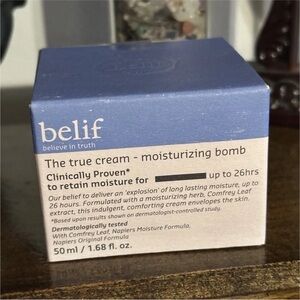 belif
believe in truth
The true cream - moisturizing bomb
Clinically Proven*
to retain moisture for up to 26hrs
Our belief to deliver an 'explosion' of long lasting moisture, up to
26 hours. Formulated with a moisturizing herb, Comfrey Leaf
extract, this indulgent, comforting cream envelopes the skin.
*Based upon results shown on dermatologist-controlled study.
Dermatologically tested
With Comfrey Leaf, Napiers Moisture Formula,
Napiers Original Formula
50 ml / 1.68 fl. oz.